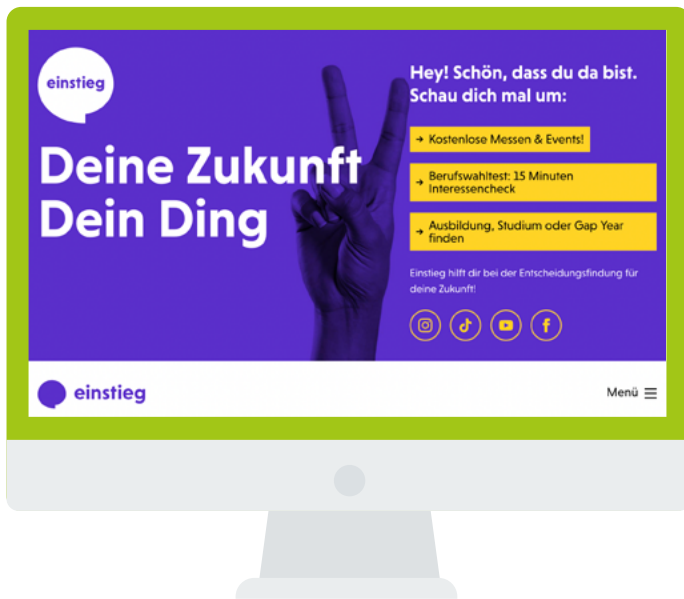 einstieg
Deine Zukunft
Dein Ding
Hey! Schön, dass du da bist.
Schau dich mal um:
→ Kostenlose Messen & Events!
→ Berufswahltest: 15 Minuten
Interessencheck
→ Ausbildung, Studium oder Gap Year
finden
Einstieg hilft dir bei der Entscheidungsfindung für
deine Zukunft!
einstieg
Menü